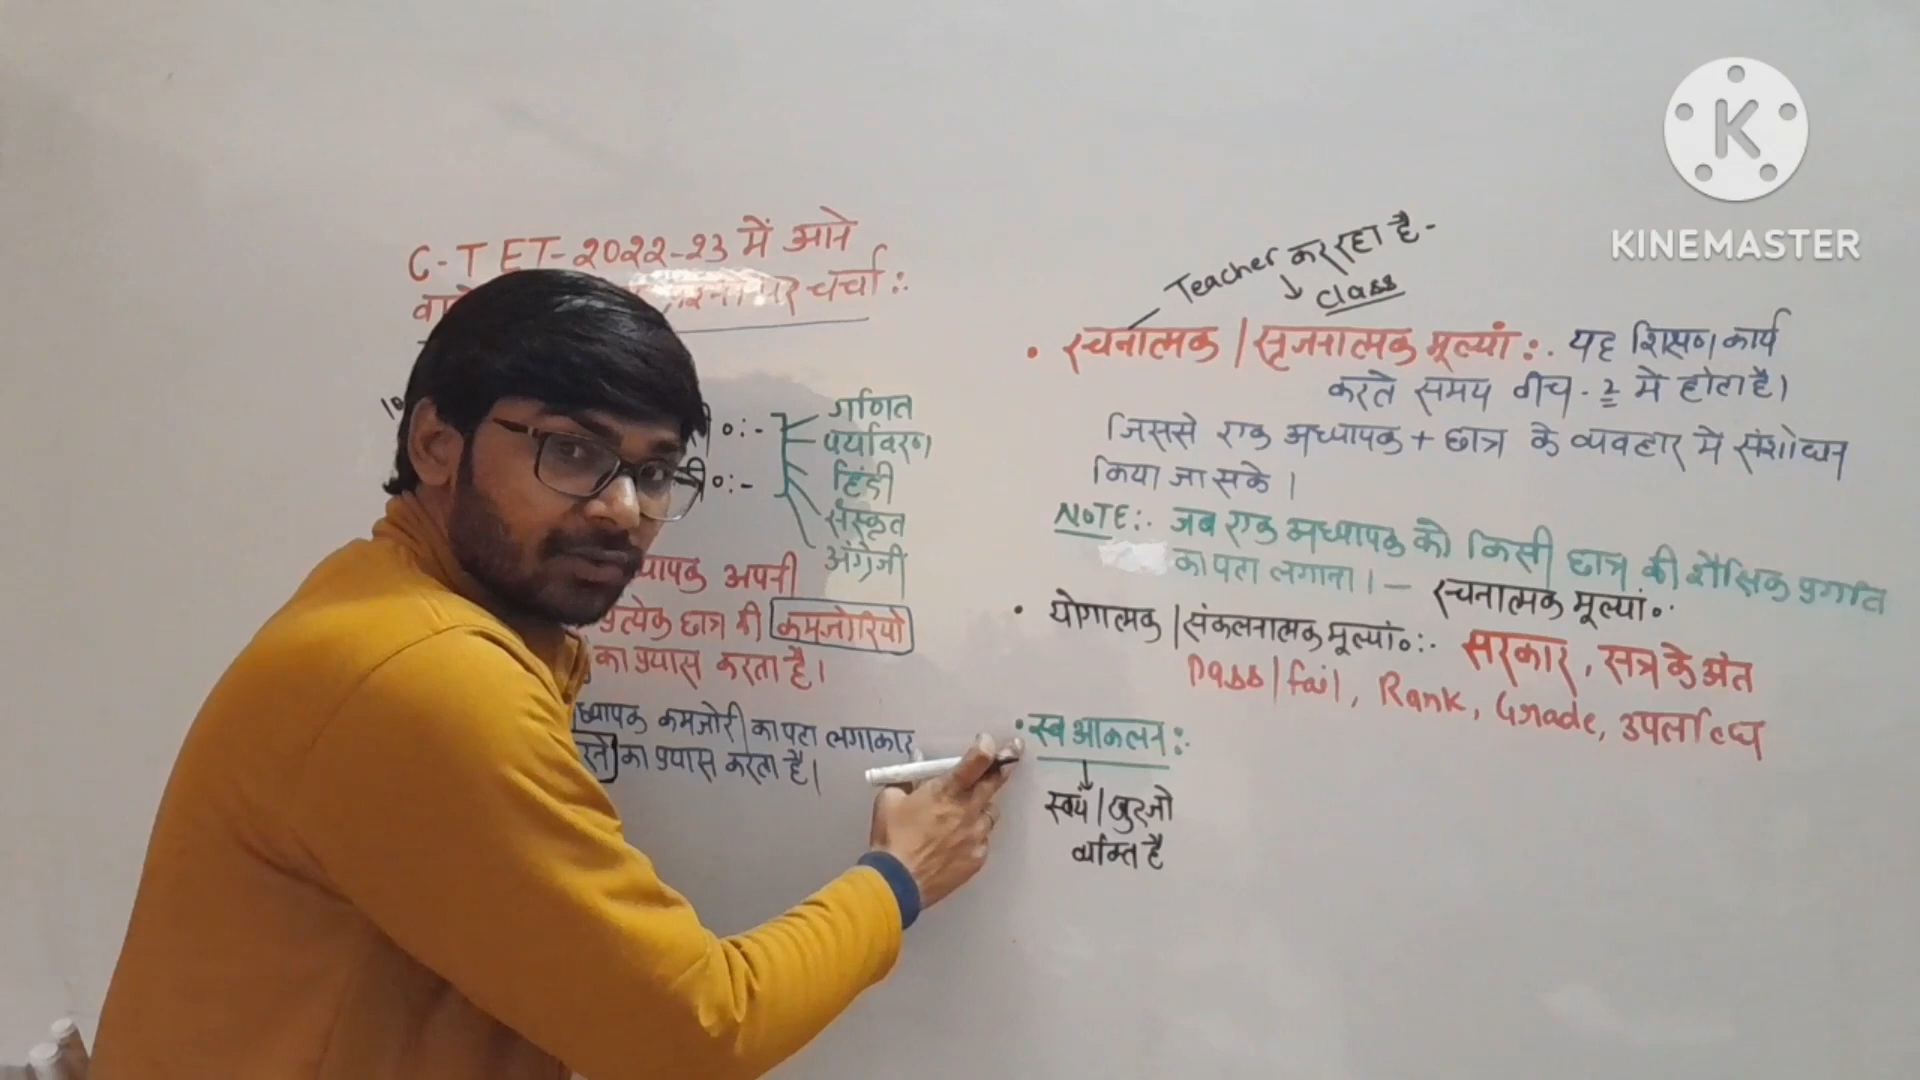 C-TET-2022-23 में आने
चर्चा:.
गणित
पर्यावरण
हिंदी
संस्कृत
अंग्रेजी
अपनी
प्रत्येक छात्र की कमजोरियो
का प्रयास करता है।
कमजोरी का पता लगाकार
का प्रयास करता है।
KINEMASTER
Teacher कर रहा है-
Class
• रचनात्मक | सृजनात्मक मूल्यां:. यह शिक्षण कार्य
करते समय बीच-२ मे होता है।
जिससे एक अध्यापक + छात्र के व्यवहार मे संशोधन
किया जा सके।
NOTE:. जब एक अध्यापक को किसी छात्र की शैक्षिक प्रगति
का पता लगाना। — रचनात्मक मूल्यां॰
• योगात्मक | संकलनात्मक मूल्यां॰:. सरकार, सत्र के अंत
Pass | fail, Rank, Grade, उपलब्धि
• स्व आकलन:.
स्वयं | खुद जो
व्यक्ति है